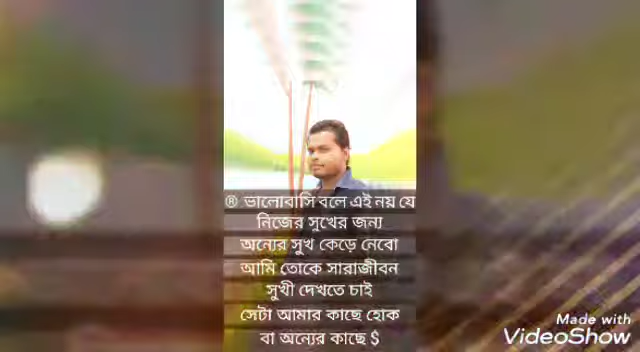 ® ভালোবাসি বলে এই নয় যে
নিজের সুখের জন্য
অন্যের সুখ কেড়ে নেবো
আমি তোকে সারাজীবন
সুখী দেখতে চাই
সেটা আমার কাছে হোক
বা অন্যের কাছে $
Made with
VideoShow